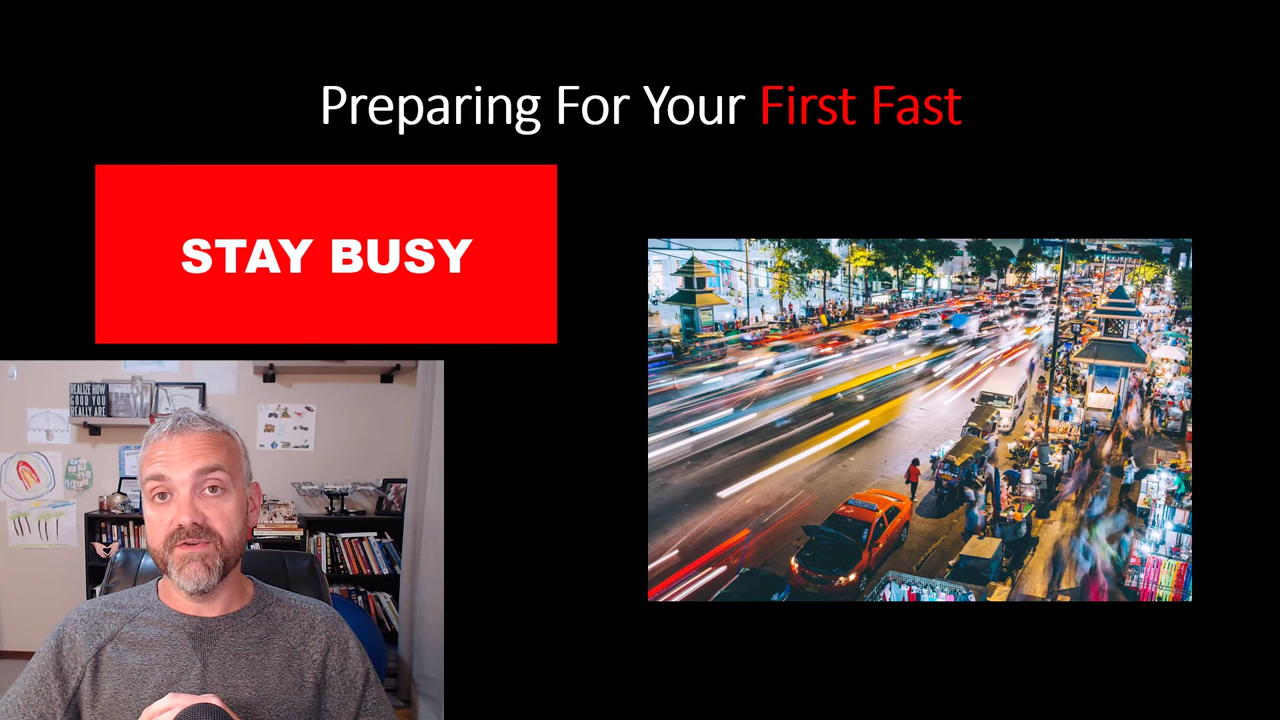 Preparing For Your First Fast
STAY BUSY
REALIZE HOW
GOOD YOU
REALLY ARE